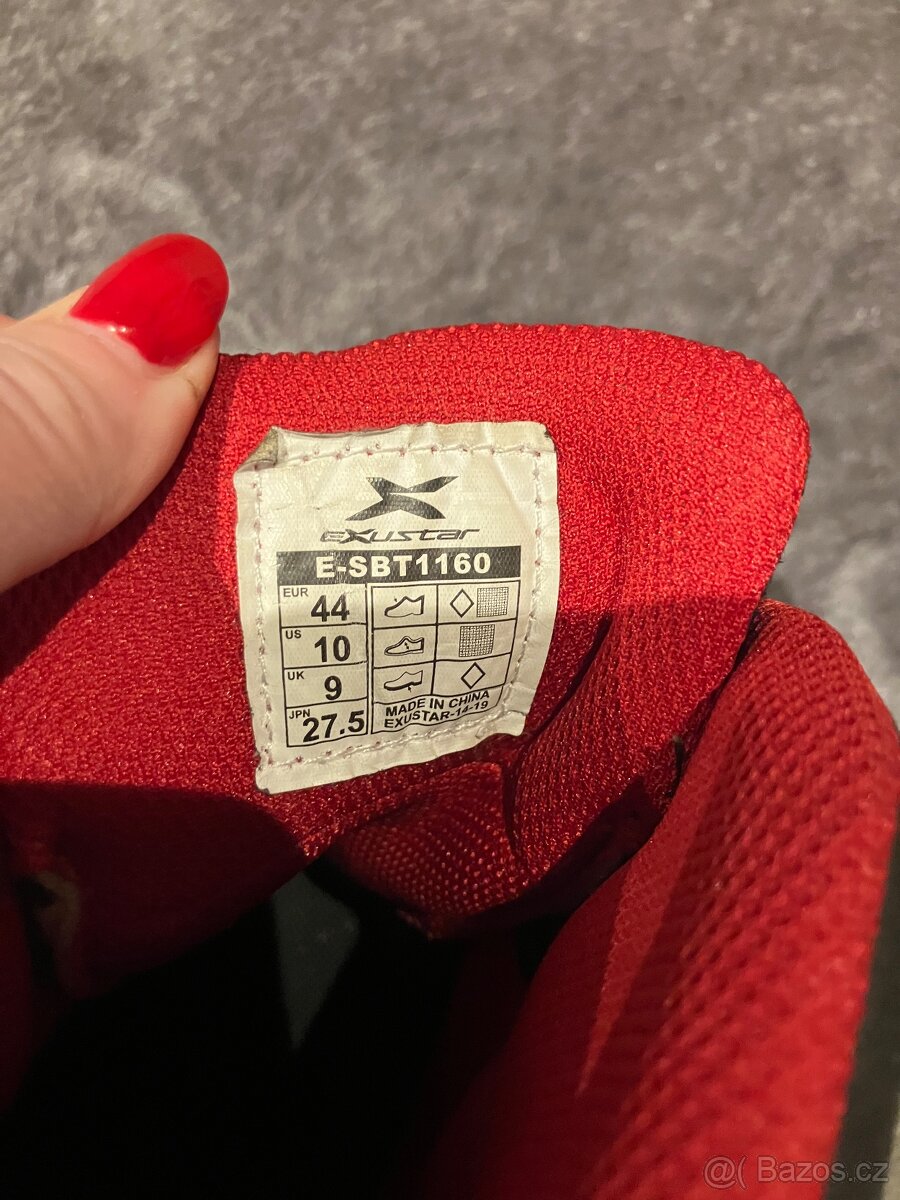 eXustar
E-SBT1160
EUR 44
US 10
UK 9
JPN 27.5
MADE IN CHINA
EXUSTAR-14-19
@( Bazos.cz